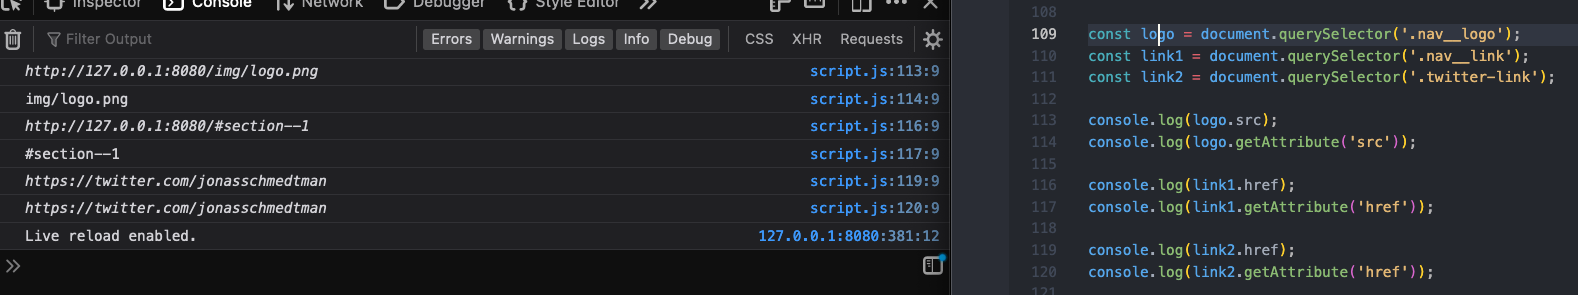 Inspector Console Network Debugger Style Editor
Filter Output Errors Warnings Logs Info Debug CSS XHR Requests
http://127.0.0.1:8080/img/logo.png script.js:113:9
img/logo.png script.js:114:9
http://127.0.0.1:8080/#section--1 script.js:116:9
#section--1 script.js:117:9
https://twitter.com/jonasschmedtman script.js:119:9
https://twitter.com/jonasschmedtman script.js:120:9
Live reload enabled. 127.0.0.1:8080:381:12
108
109 const logo = document.querySelector('.nav__logo');
110 const link1 = document.querySelector('.nav__link');
111 const link2 = document.querySelector('.twitter-link');
112
113 console.log(logo.src);
114 console.log(logo.getAttribute('src'));
115
116 console.log(link1.href);
117 console.log(link1.getAttribute('href'));
118
119 console.log(link2.href);
120 console.log(link2.getAttribute('href'));
121